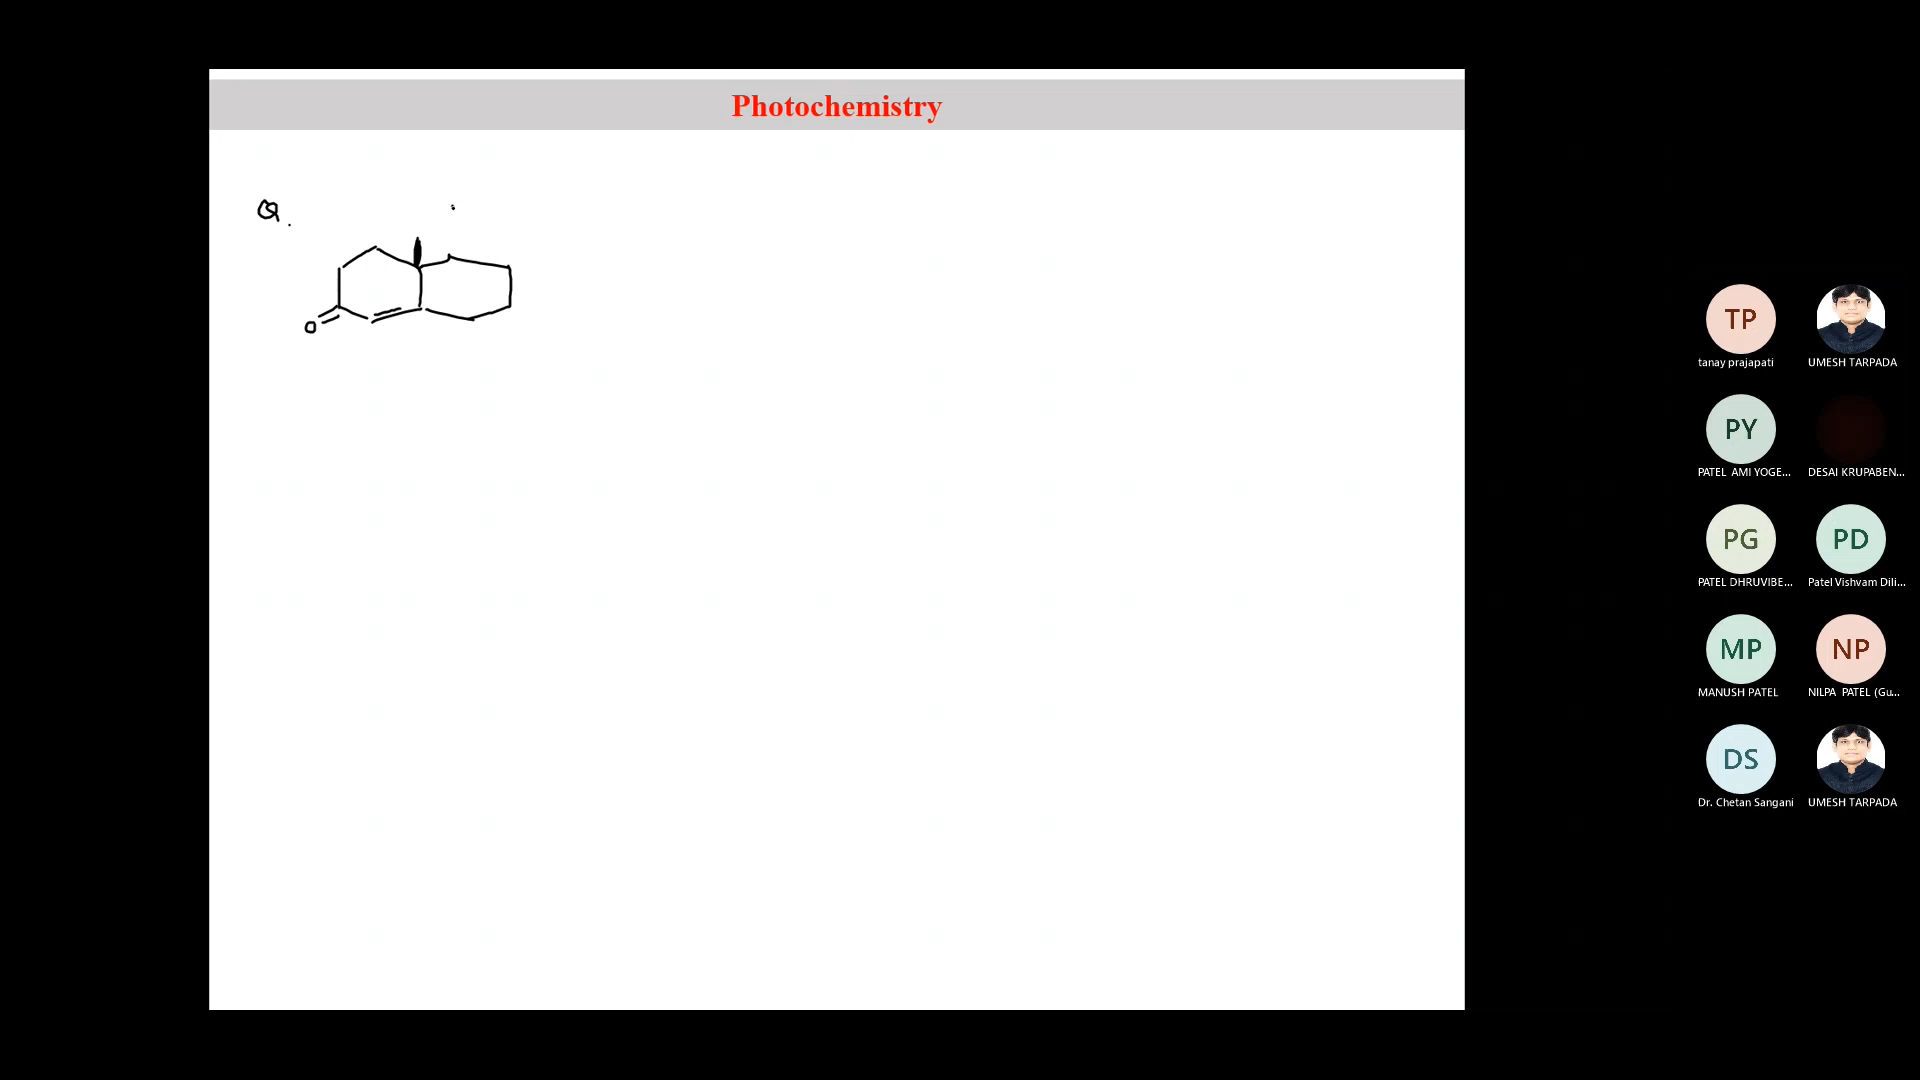 Photochemistry
Q.
O
TP
tanay prajapati
UMESH TARPADA
PY
PATEL AMI YOGE...
DESAI KRUPABEN...
PG
PATEL DHRUVIBE...
PD
Patel Vishvam Dili...
MP
MANUSH PATEL
NP
NILPA PATEL (Gu...
DS
Dr. Chetan Sangani
UMESH TARPADA